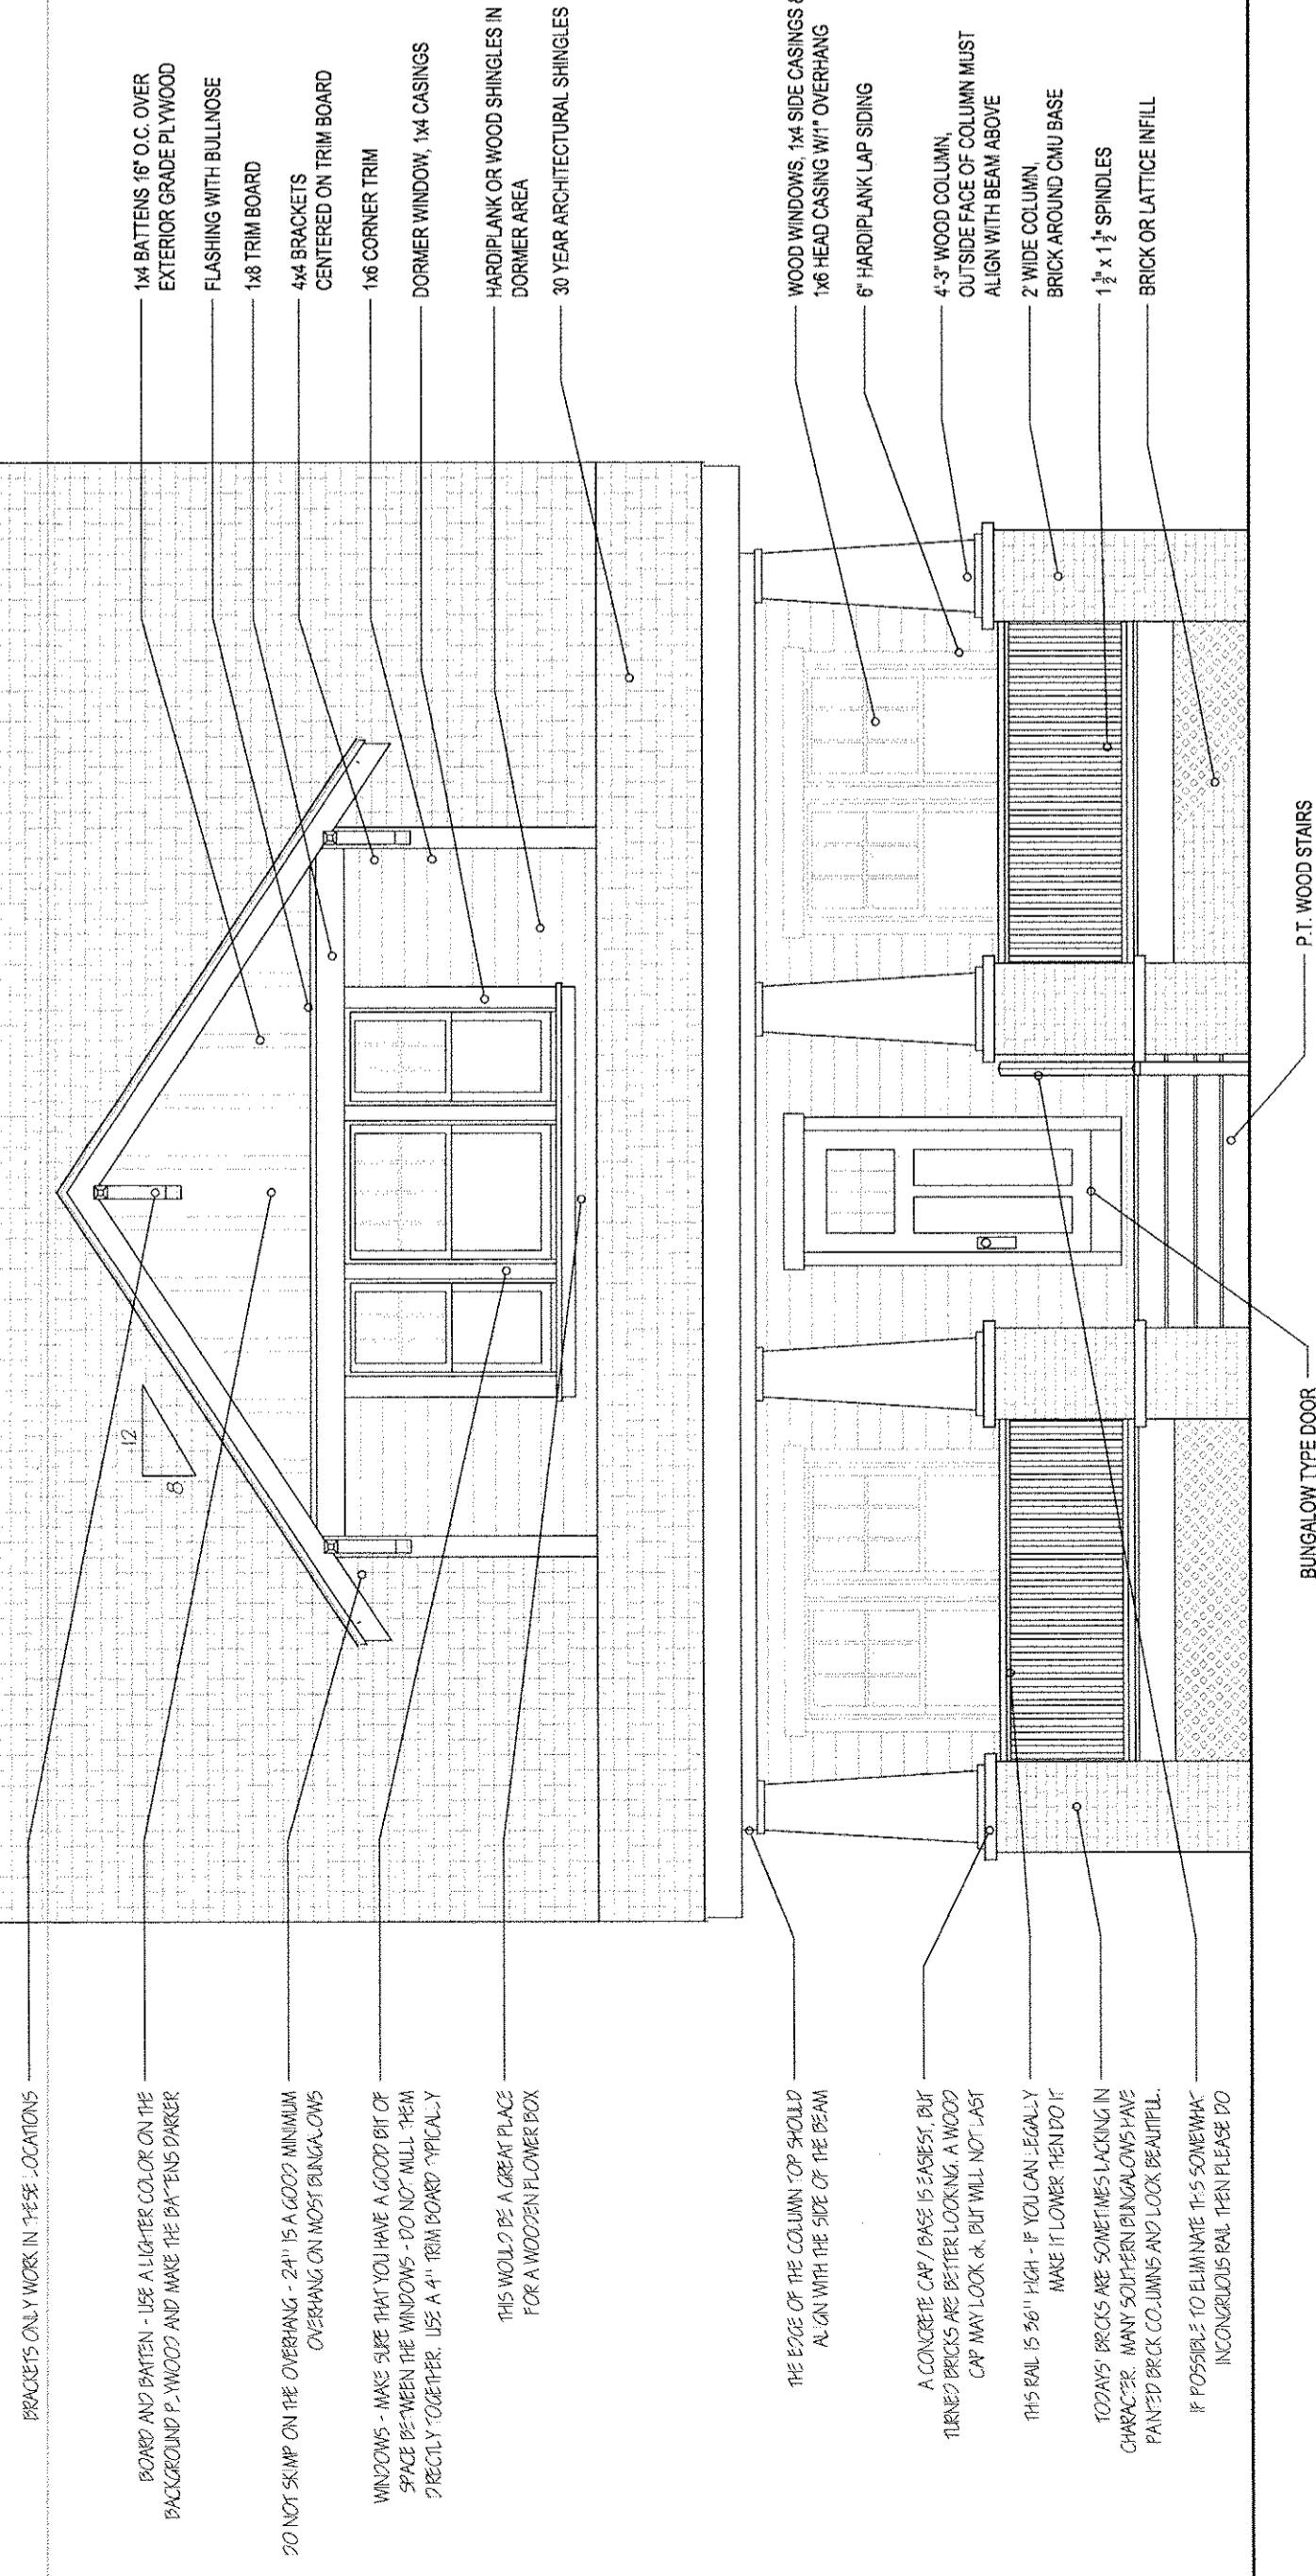 BRACKETS ONLY WORK IN THESE LOCATIONS
BOARD AND BATTEN - USE A LIGHTER COLOR ON THE
BACKGROUND PLYWOOD AND MAKE THE BATTENS DARKER
DO NOT SKIMP ON THE OVERHANG - 24" IS A GOOD MINIMUM
OVERHANG ON MOST BUNGALOWS
WINDOWS - MAKE SURE THAT YOU HAVE A GOOD BIT OF
SPACE BETWEEN THE WINDOWS - DO NOT MULL THEM
DIRECTLY TOGETHER. USE A 4" TRIM BOARD TYPICALLY
THIS WOULD BE A GREAT PLACE
FOR A WOODEN FLOWER BOX
THE EDGE OF THE COLUMN TOP SHOULD
ALIGN WITH THE SIDE OF THE BEAM
A CONCRETE CAP / BASE IS EASIEST, BUT
TURNED BRICKS ARE BETTER LOOKING. A WOOD
CAP MAY LOOK ok, BUT WILL NOT LAST
THIS RAIL IS 36" HIGH - IF YOU CAN LEGALLY
MAKE IT LOWER THEN DO IT
TODAYS' BRICKS ARE SOMETIMES LACKING IN
CHARACTER. MANY SOUTHERN BUNGALOWS HAVE
PAINTED BRICK COLUMNS AND LOOK BEAUTIFUL.
IF POSSIBLE TO ELIMINATE THIS SOMEWHAT
INCONGRUOUS RAIL THEN PLEASE DO
12
8
1x4 BATTENS 16" O.C. OVER
EXTERIOR GRADE PLYWOOD
FLASHING WITH BULLNOSE
1x8 TRIM BOARD
4x4 BRACKETS
CENTERED ON TRIM BOARD
1x6 CORNER TRIM
DORMER WINDOW, 1x4 CASINGS
HARDIPLANK OR WOOD SHINGLES IN
DORMER AREA
30 YEAR ARCHITECTURAL SHINGLES
WOOD WINDOWS, 1x4 SIDE CASINGS &
1x6 HEAD CASING W/1" OVERHANG
6" HARDIPLANK LAP SIDING
4'-3" WOOD COLUMN,
OUTSIDE FACE OF COLUMN MUST
ALIGN WITH BEAM ABOVE
2' WIDE COLUMN,
BRICK AROUND CMU BASE
1 1/2" x 1 1/2" SPINDLES
BRICK OR LATTICE INFILL
BUNGALOW TYPE DOOR
P.T. WOOD STAIRS